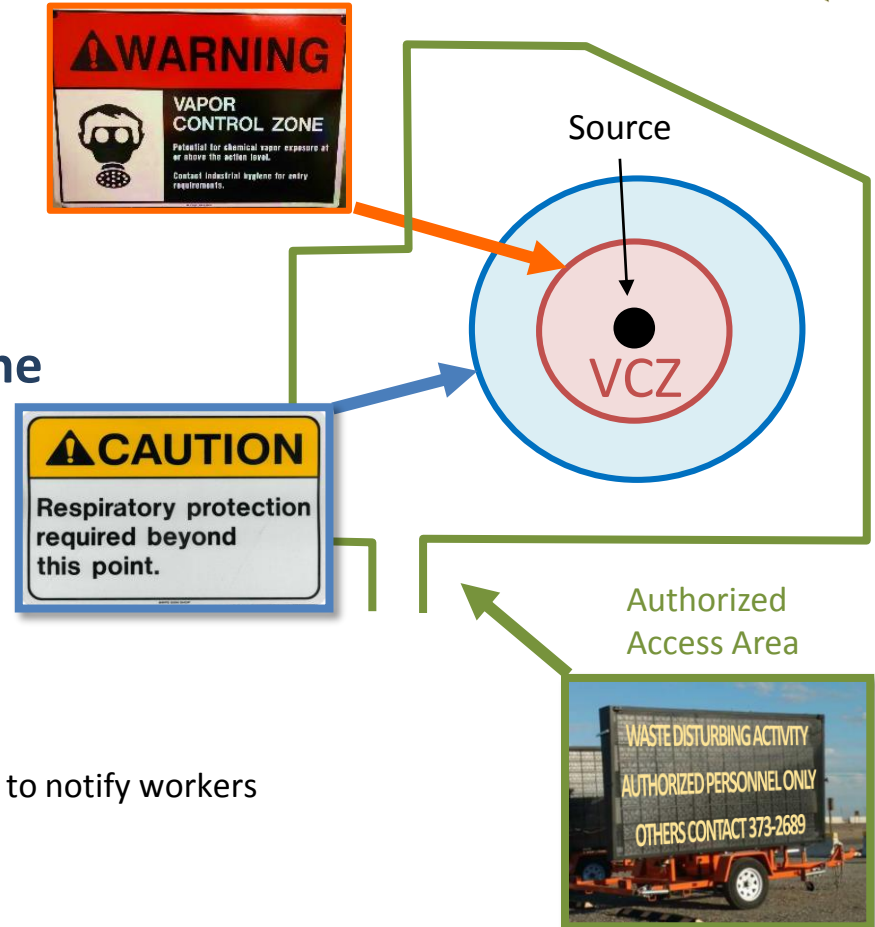 WARNING
VAPOR
CONTROL ZONE
Potential for chemical vapor exposure at
or above the action level.
Contact industrial hygiene for entry
requirements.
Source
VCZ
ne
CAUTION
Respiratory protection
required beyond
this point.
Authorized
Access Area
to notify workers
WASTE DISTURBING ACTIVITY
AUTHORIZED PERSONNEL ONLY
OTHERS CONTACT 373-2689